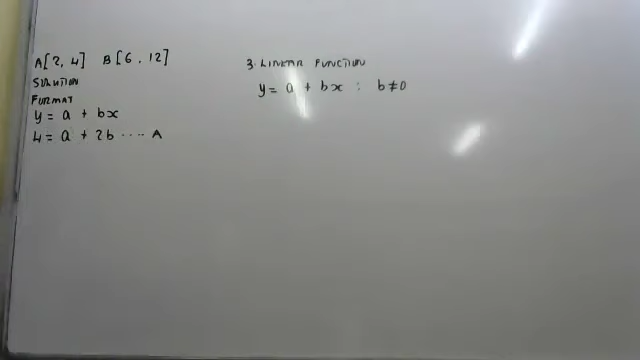 A[2, 4] B[6, 12]
SOLUTION
FORMAT
y = a + bx
4 = a + 2b .... A
3. LINEAR FUNCTION
y = a + bx : b ≠ 0